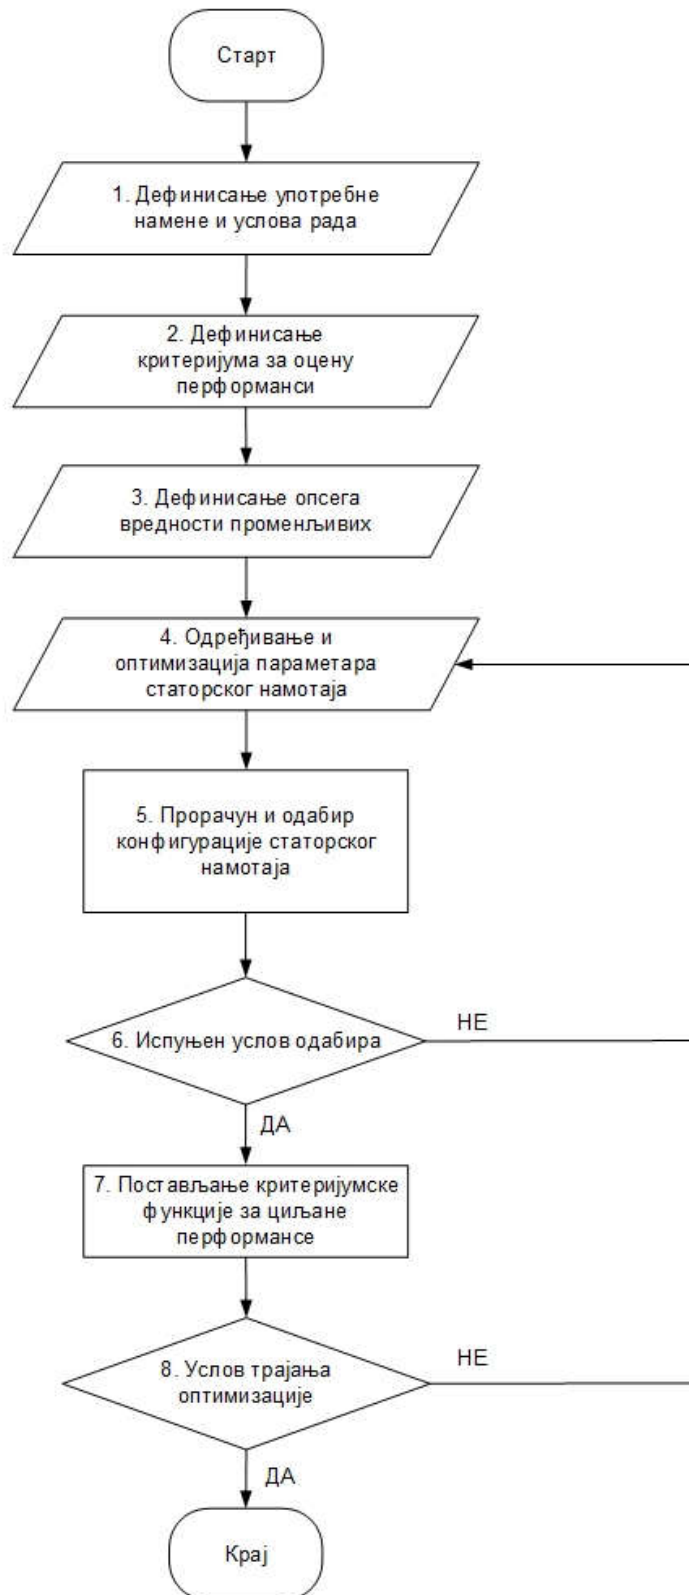 Старт
1. Дефинисање употребне
намене и услова рада
2. Дефинисање
критеријума за оцену
перформанси
3. Дефинисање опсега
вредности променљивих
4. Одређивање и
оптимизација параметара
статорског намотаја
5. Прорачун и одабир
конфигурације статорског
намотаја
6. Испуњен услов одабира
НЕ
ДА
7. Постављање критеријумске
функције за циљане
перформансе
8. Услов трајања
оптимизације
НЕ
ДА
Крај